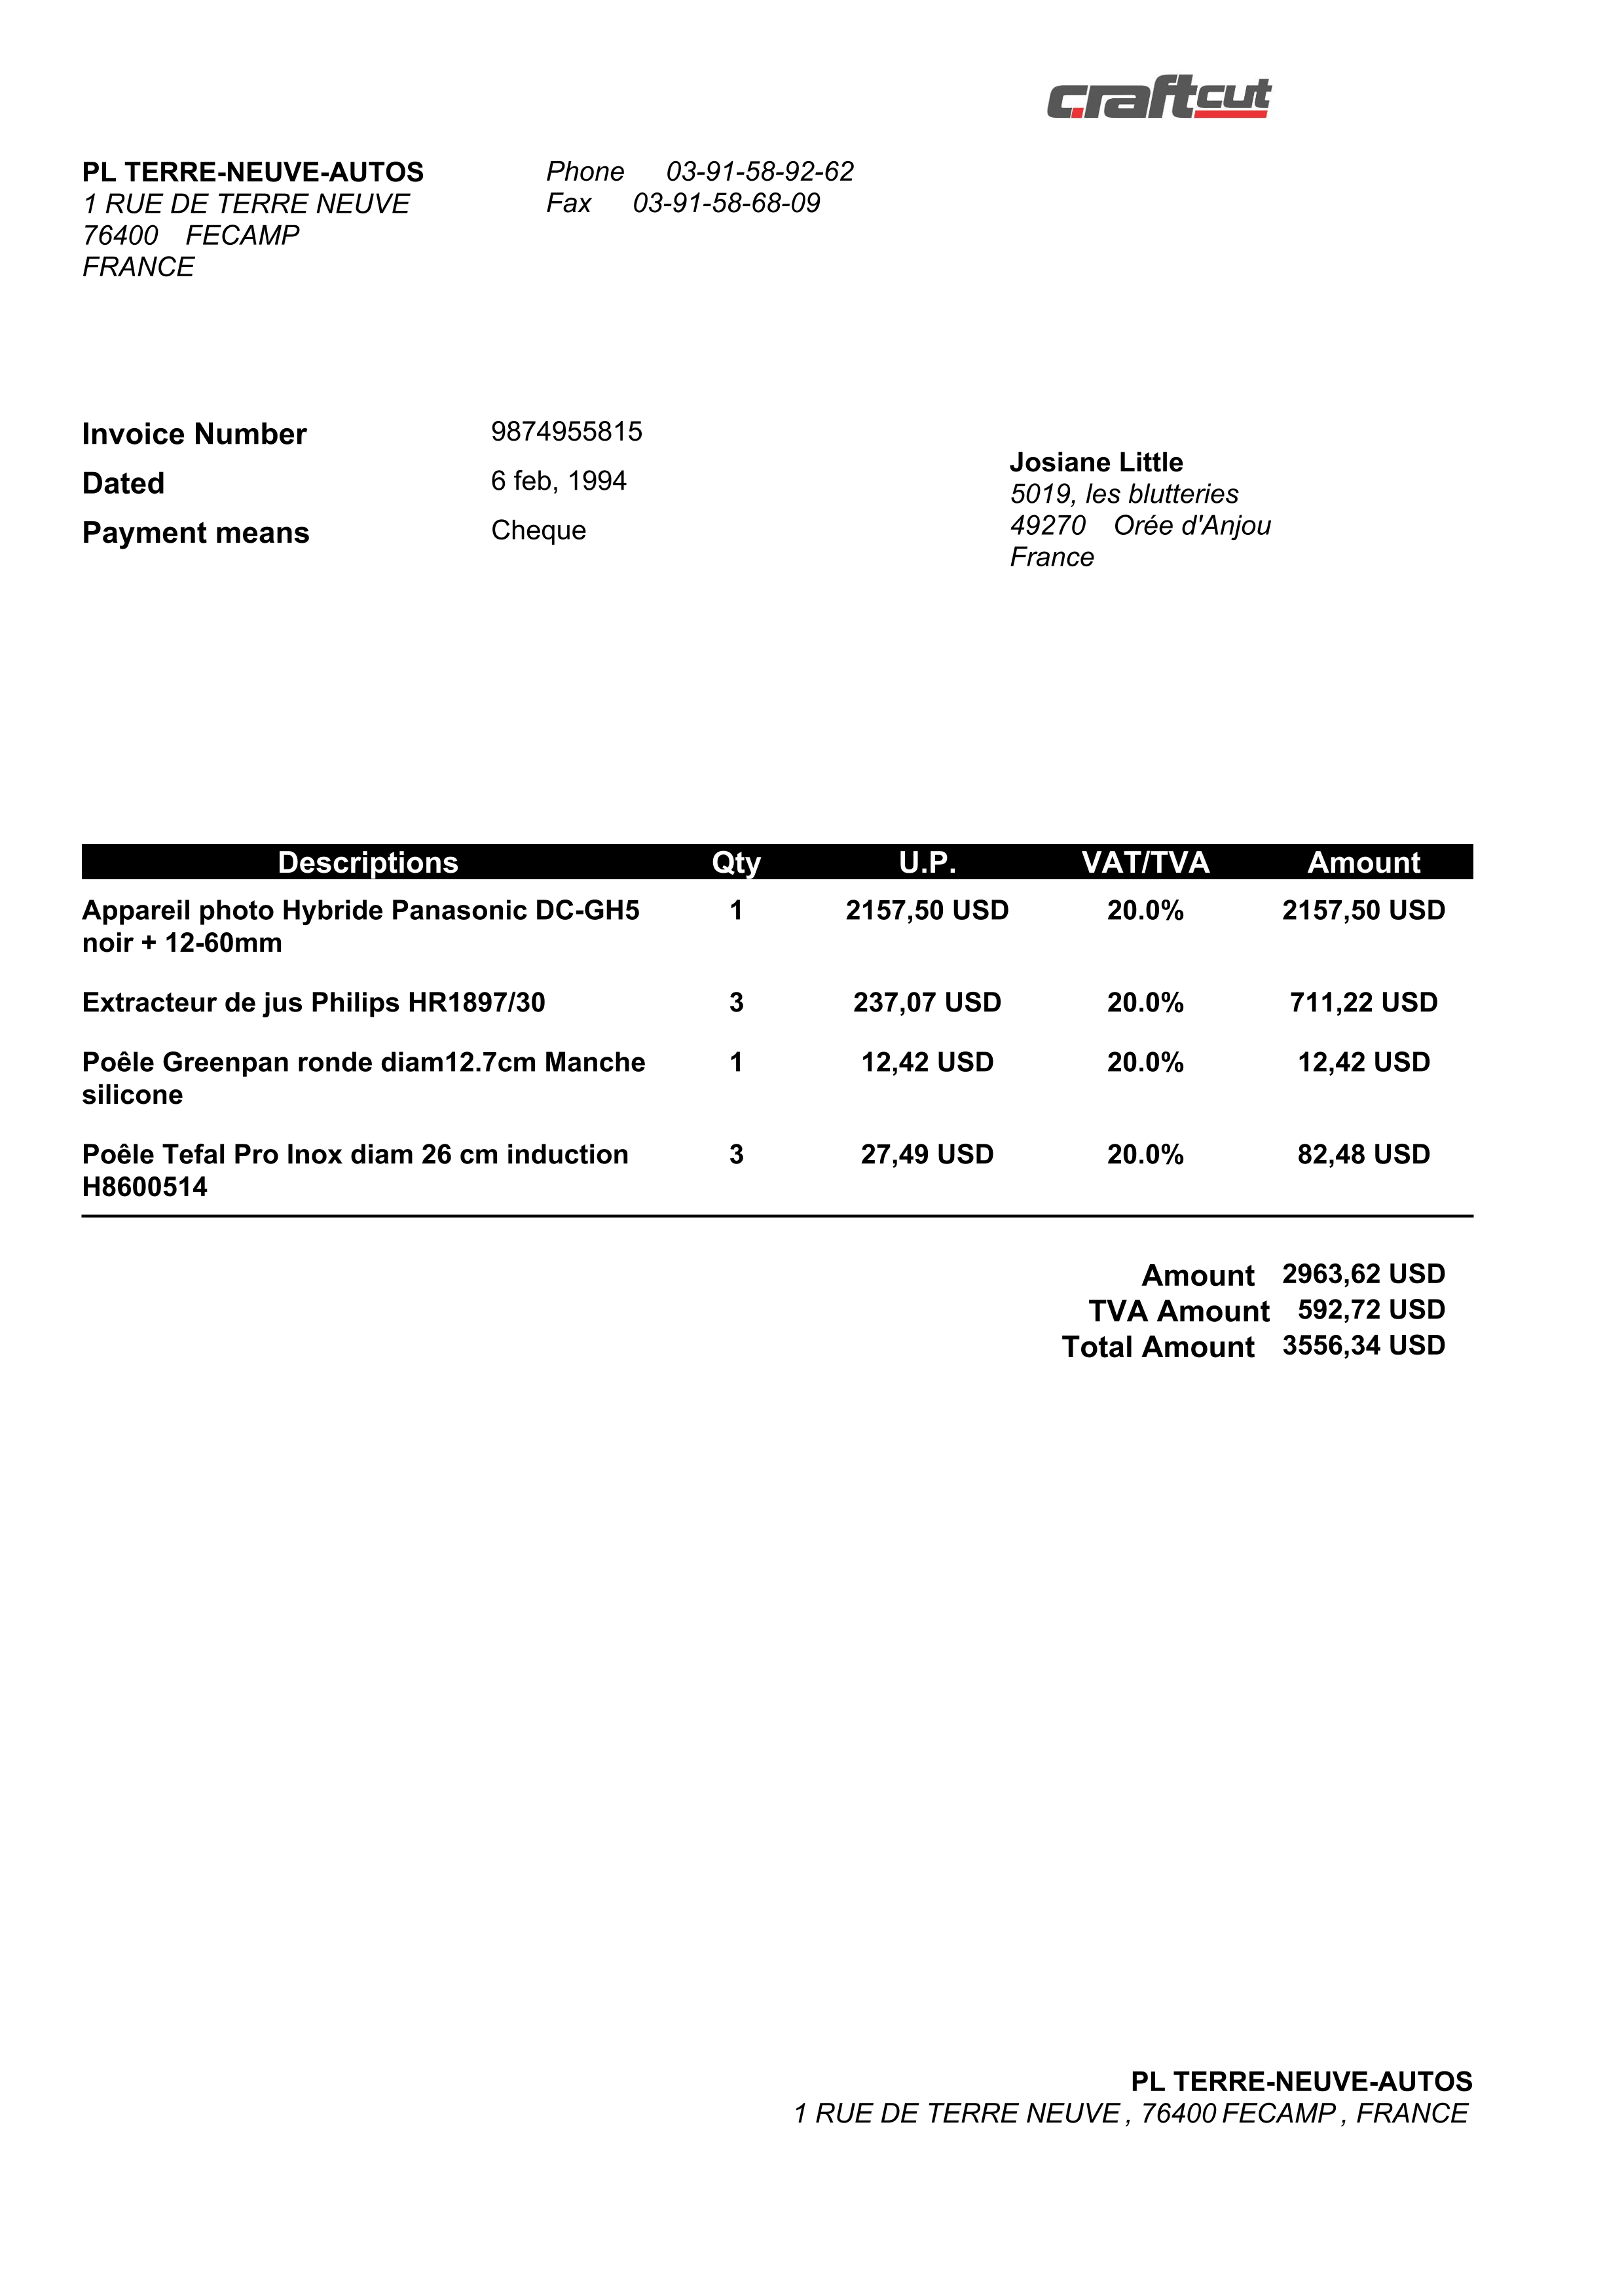 craftcut
PL TERRE-NEUVE-AUTOS
1 RUE DE TERRE NEUVE
76400 FECAMP
FRANCE
Phone 03-91-58-92-62
Fax 03-91-58-68-09
Invoice Number 9874955815
Dated 6 feb, 1994
Payment means Cheque
Josiane Little
5019, les blutteries
49270 Orée d'Anjou
France
Descriptions Qty U.P. VAT/TVA Amount
Appareil photo Hybride Panasonic DC-GH5 1 2157,50 USD 20.0% 2157,50 USD
noir + 12-60mm
Extracteur de jus Philips HR1897/30 3 237,07 USD 20.0% 711,22 USD
Poêle Greenpan ronde diam12.7cm Manche 1 12,42 USD 20.0% 12,42 USD
silicone
Poêle Tefal Pro Inox diam 26 cm induction 3 27,49 USD 20.0% 82,48 USD
H8600514
Amount 2963,62 USD
TVA Amount 592,72 USD
Total Amount 3556,34 USD
PL TERRE-NEUVE-AUTOS
1 RUE DE TERRE NEUVE , 76400 FECAMP , FRANCE